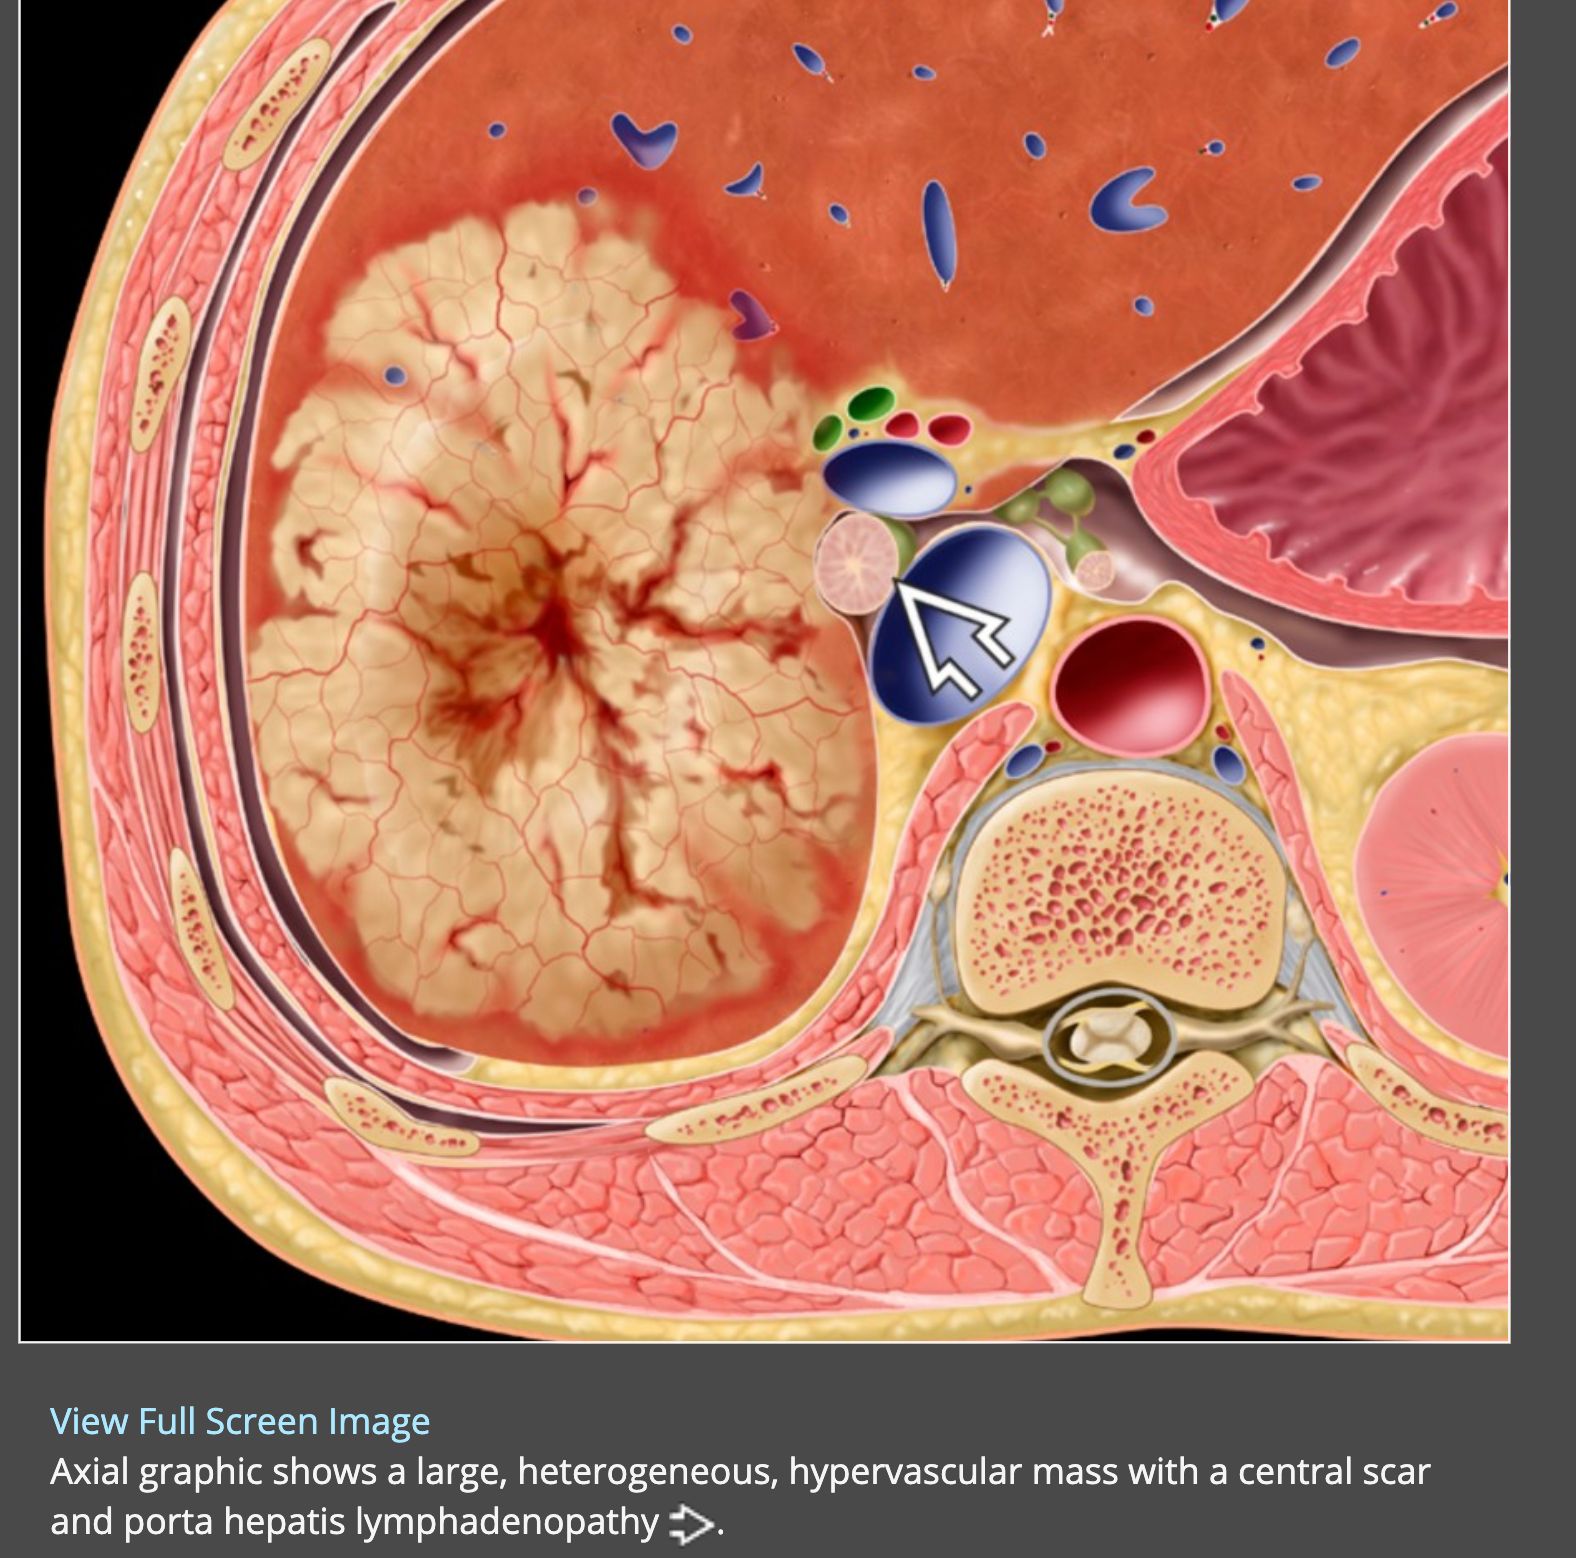 View Full Screen Image
Axial graphic shows a large, heterogeneous, hypervascular mass with a central scar
and porta hepatis lymphadenopathy .